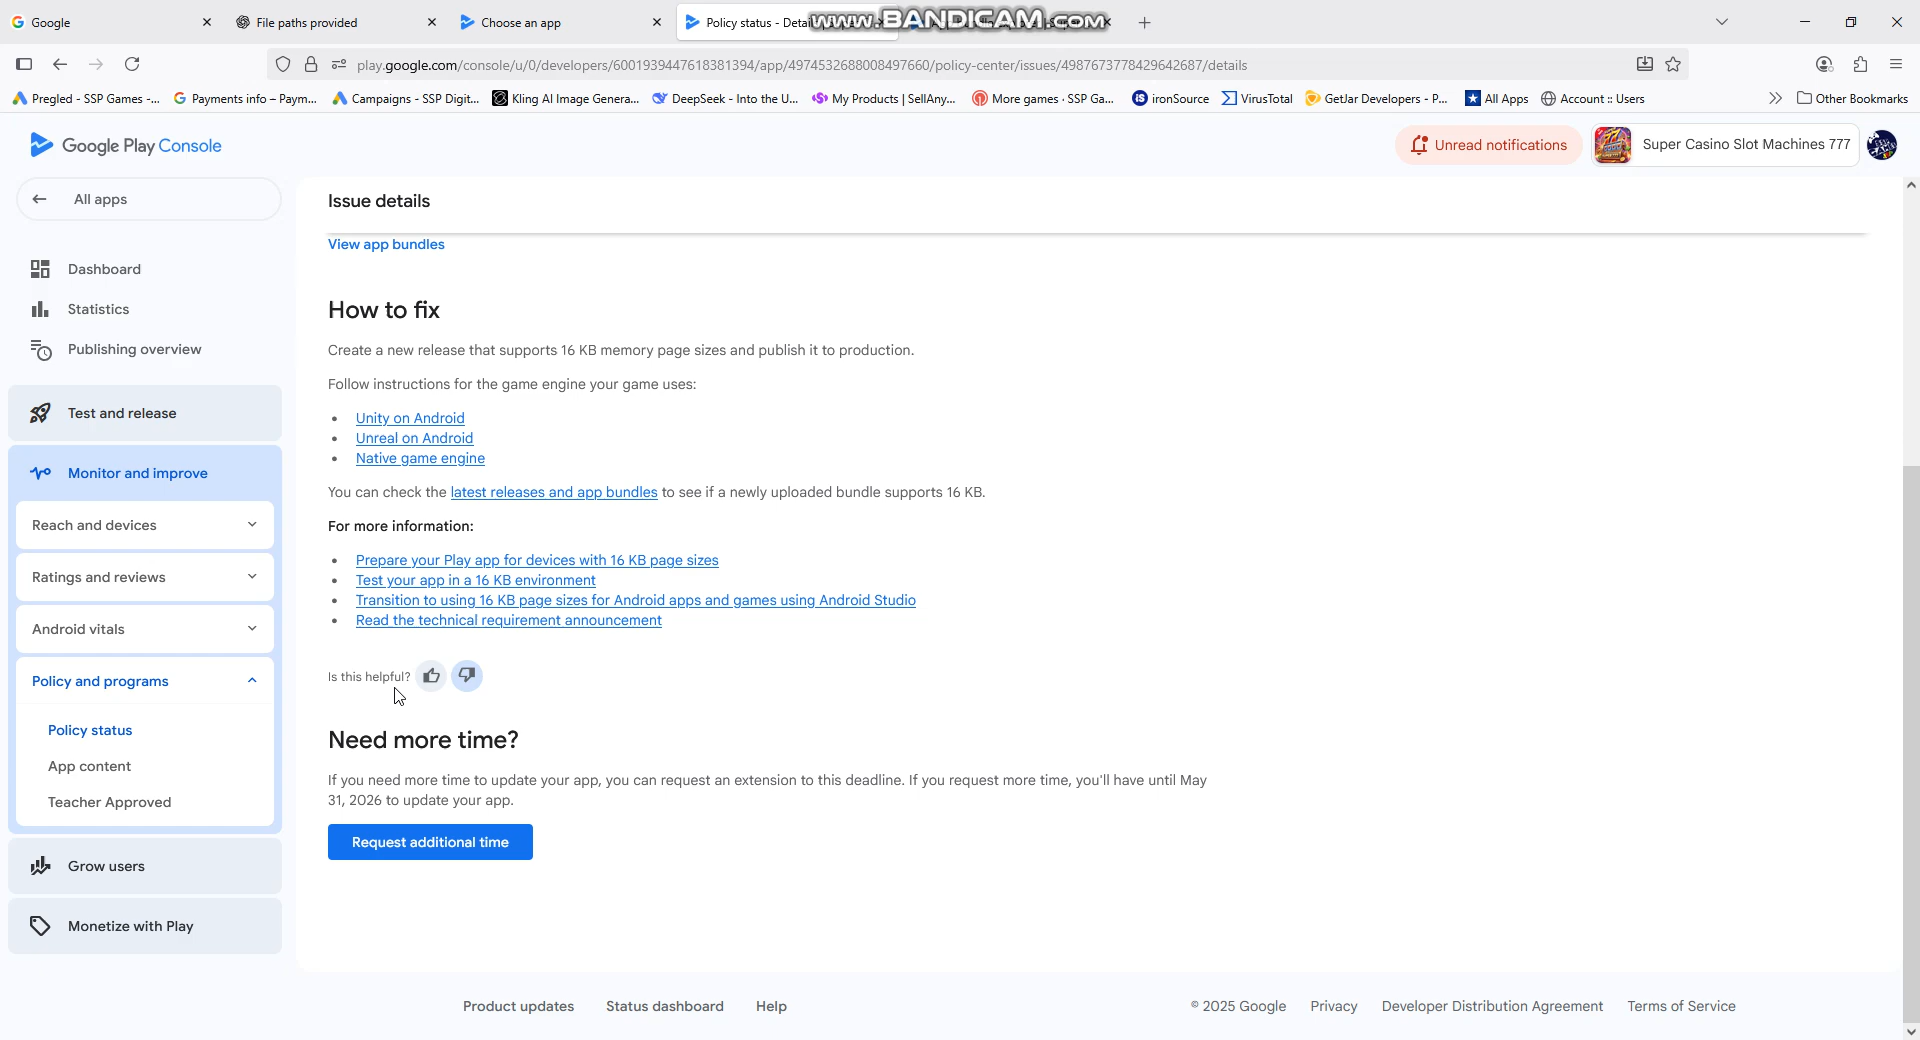 Google
File paths provided
Choose an app
Policy status - Detai
www.BANDICAM.com
play.google.com/console/u/0/developers/6001939447618381394/app/4974532688008497660/policy-center/issues/4987673778429642687/details
Pregled - SSP Games -...
Payments info – Paym...
Campaigns - SSP Digit...
Kling AI Image Genera...
DeepSeek - Into the U...
My Products | SellAny...
More games · SSP Ga...
ironSource
VirusTotal
GetJar Developers - P...
All Apps
Account :: Users
Other Bookmarks
Google Play Console
Unread notifications
Super Casino Slot Machines 777
All apps
Dashboard
Statistics
Publishing overview
Test and release
Monitor and improve
Reach and devices
Ratings and reviews
Android vitals
Policy and programs
Policy status
App content
Teacher Approved
Grow users
Monetize with Play
Issue details
View app bundles
How to fix
Create a new release that supports 16 KB memory page sizes and publish it to production.
Follow instructions for the game engine your game uses:
• Unity on Android
• Unreal on Android
• Native game engine
You can check the latest releases and app bundles to see if a newly uploaded bundle supports 16 KB.
For more information:
• Prepare your Play app for devices with 16 KB page sizes
• Test your app in a 16 KB environment
• Transition to using 16 KB page sizes for Android apps and games using Android Studio
• Read the technical requirement announcement
Is this helpful?
Need more time?
If you need more time to update your app, you can request an extension to this deadline. If you request more time, you'll have until May
31, 2026 to update your app.
Request additional time
Product updates
Status dashboard
Help
© 2025 Google
Privacy
Developer Distribution Agreement
Terms of Service